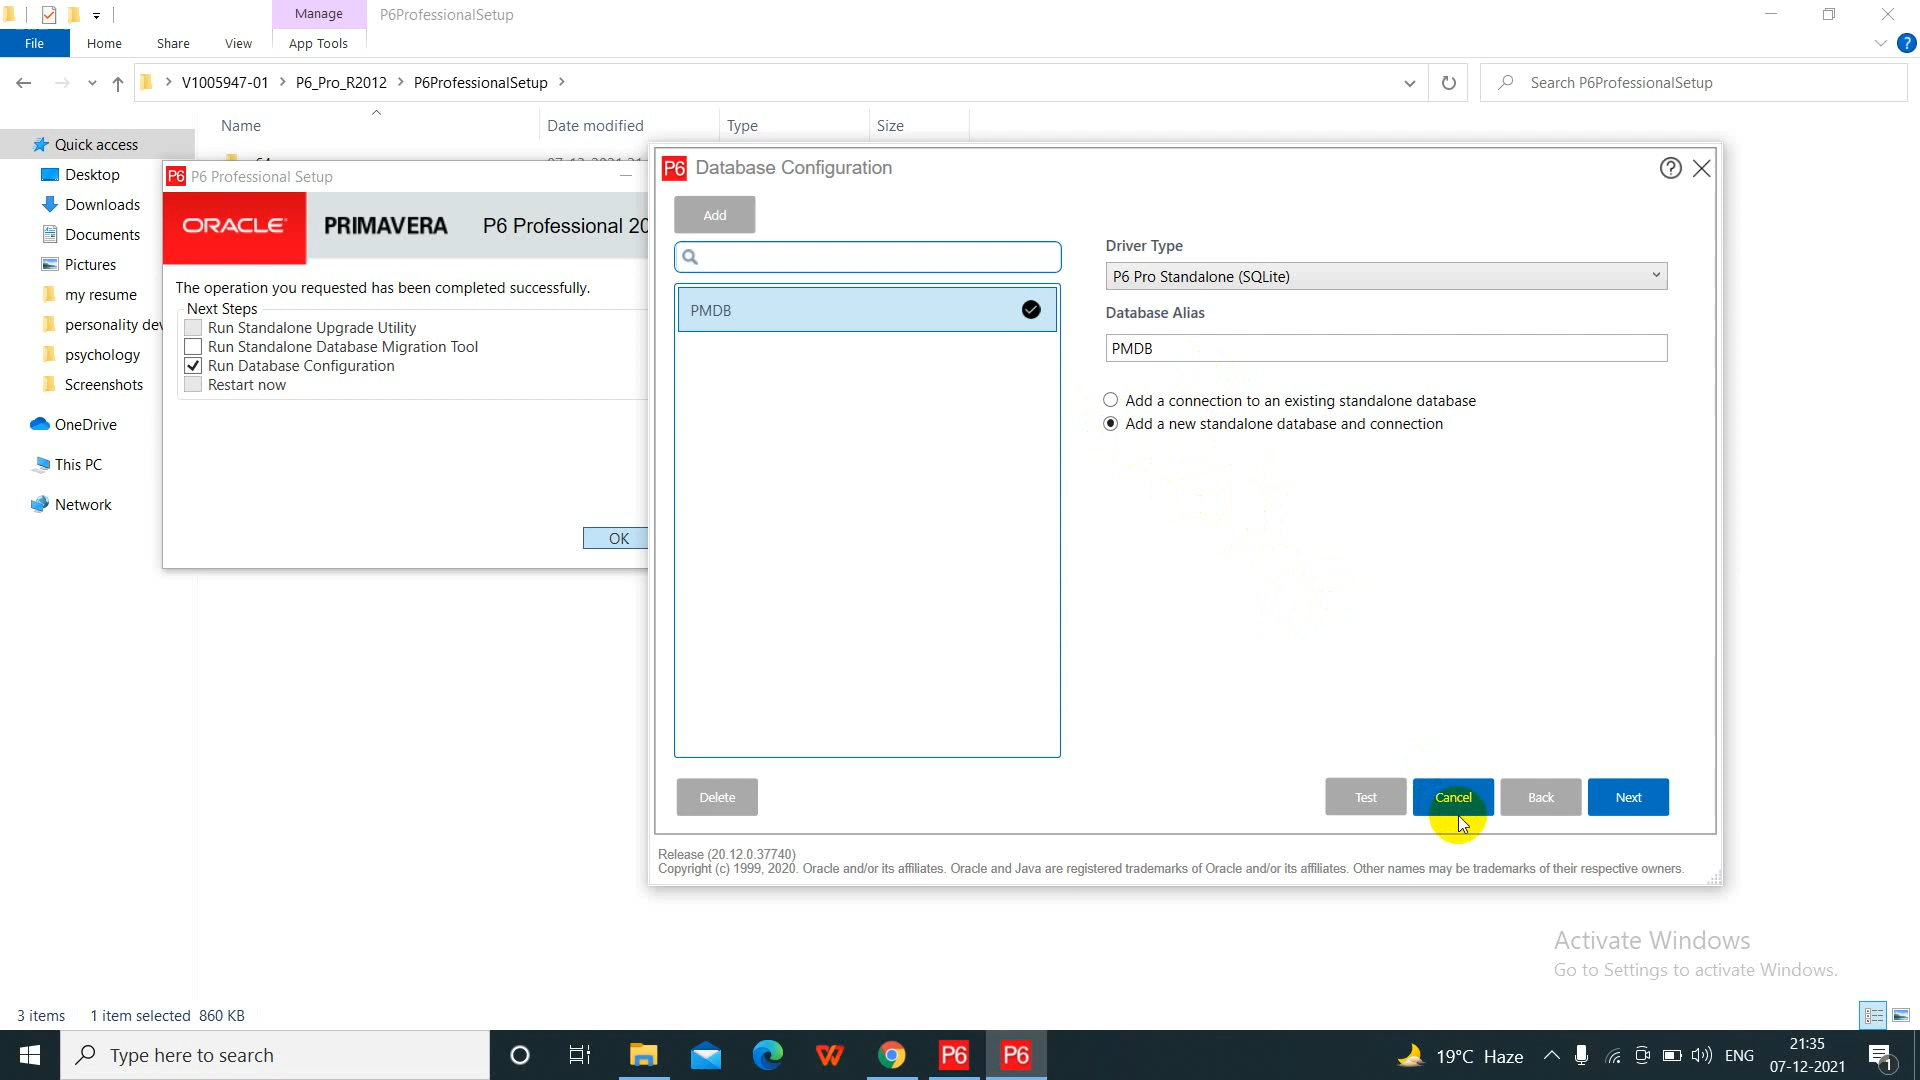 Manage
P6ProfessionalSetup
File
Home
Share
View
App Tools
V1005947-01 > P6_Pro_R2012 > P6ProfessionalSetup >
Search P6ProfessionalSetup
Name
Date modified
Type
Size
Quick access
Desktop
Downloads
Documents
Pictures
my resume
personality dev
psychology
Screenshots
OneDrive
This PC
Network
P6 P6 Professional Setup
ORACLE
PRIMAVERA
P6 Professional 20
The operation you requested has been completed successfully.
Next Steps
Run Standalone Upgrade Utility
Run Standalone Database Migration Tool
Run Database Configuration
Restart now
OK
P6 Database Configuration
Add
PMDB
Driver Type
P6 Pro Standalone (SQLite)
Database Alias
PMDB
Add a connection to an existing standalone database
Add a new standalone database and connection
Delete
Test
Cancel
Back
Next
Release (20.12.0.37740)
Copyright (c) 1999, 2020. Oracle and/or its affiliates. Oracle and Java are registered trademarks of Oracle and/or its affiliates. Other names may be trademarks of their respective owners.
Activate Windows
Go to Settings to activate Windows.
3 items
1 item selected 860 KB
Type here to search
P6
P6
19°C Haze
ENG
21:35
07-12-2021
1